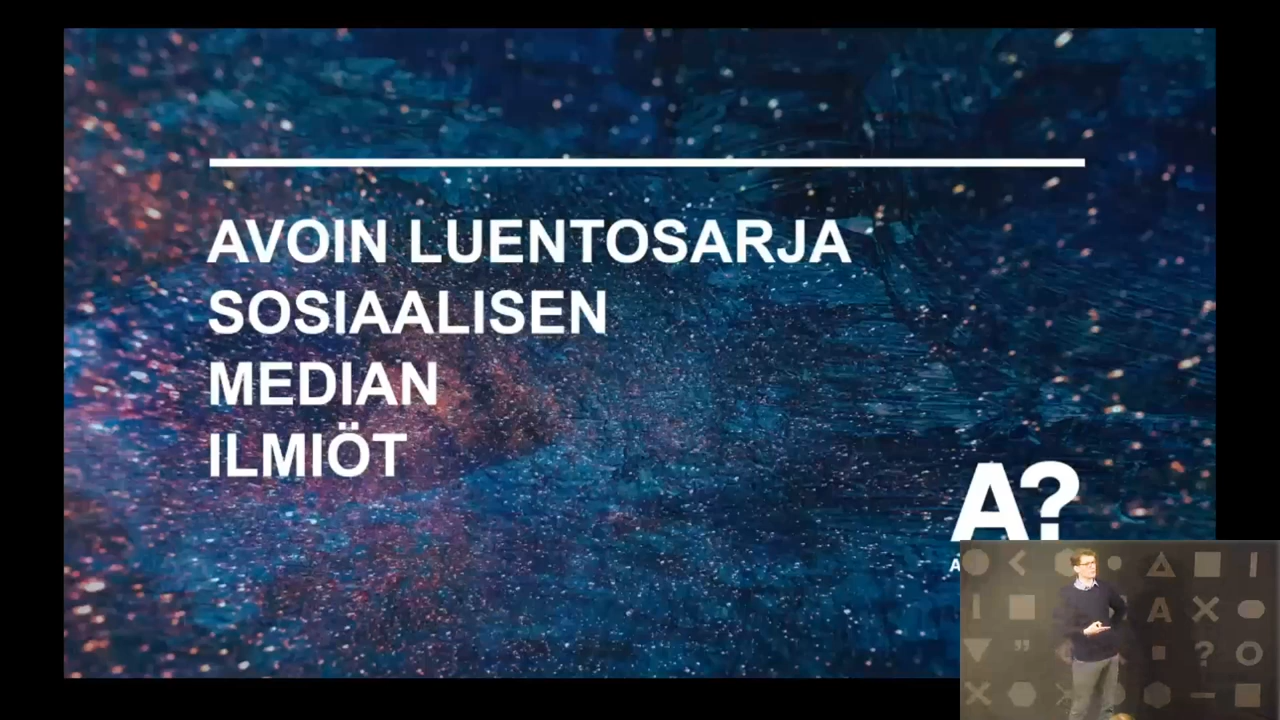 AVOIN LUENTOSARJA
SOSIAALISEN
MEDIAN
ILMIÖT
A?